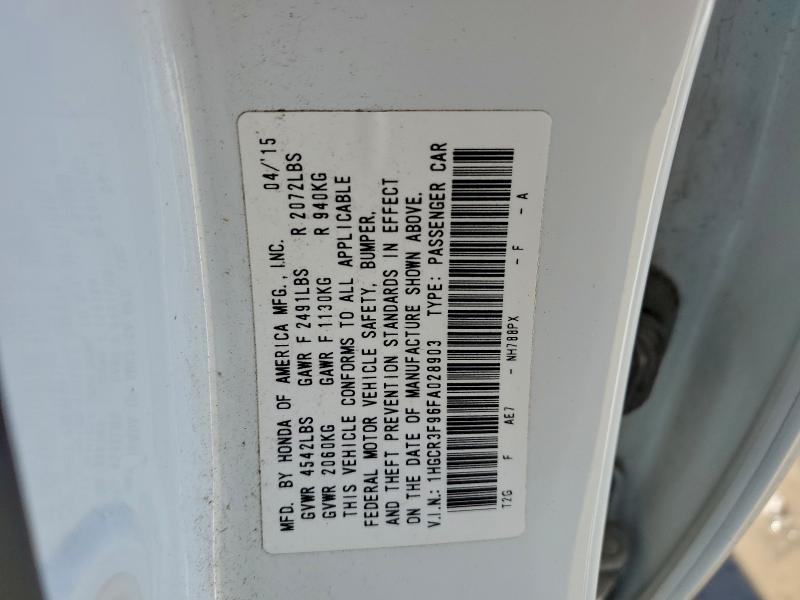 MFD. BY HONDA OF AMERICA MFG., INC. 04/'15
GVWR 4542LBS GAWR F 2491LBS R 2072LBS
GVWR 2060KG GAWR F 1130KG R 940KG
THIS VEHICLE CONFORMS TO ALL APPLICABLE
FEDERAL MOTOR VEHICLE SAFETY, BUMPER,
AND THEFT PREVENTION STANDARDS IN EFFECT
ON THE DATE OF MANUFACTURE SHOWN ABOVE.
V.I.N.: 1HGCR3F96FA028903 TYPE: PASSENGER CAR
T2G F AE7 - NH788PX - F - A